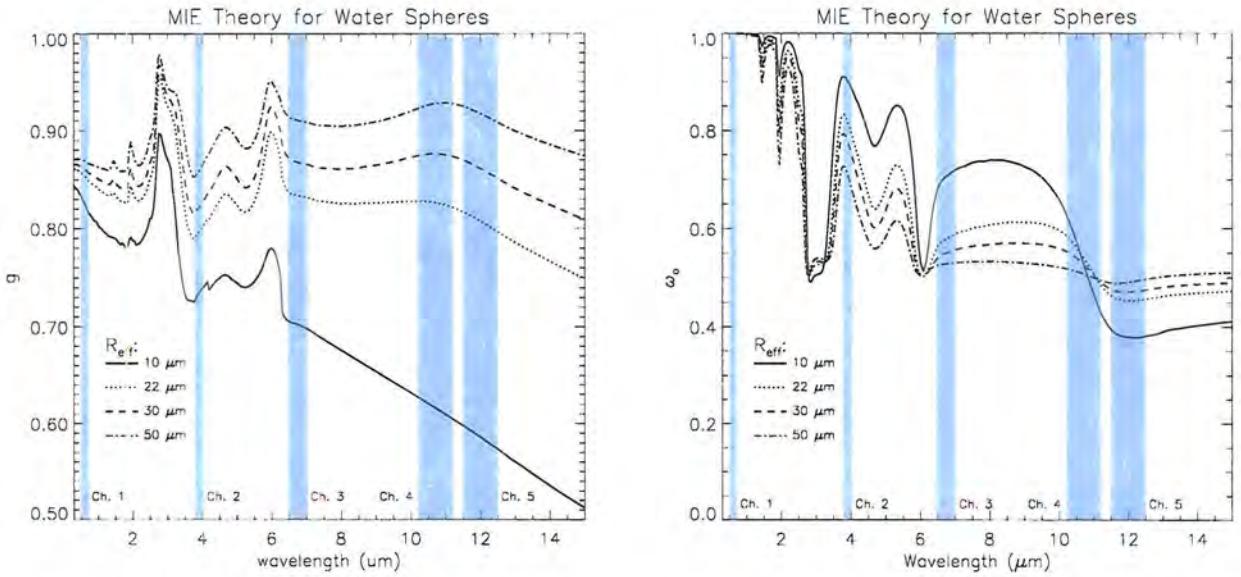 MIE Theory for Water Spheres
1.00
0.90
0.80
0.70
0.60
0.50
g
R_eff:
10 μm
22 μm
30 μm
50 μm
Ch. 1
Ch. 2
Ch. 3
Ch. 4
Ch. 5
2
4
6
8
10
12
14
wavelength (um)
MIE Theory for Water Spheres
1.0
0.8
0.6
0.4
0.2
0.0
ω_o
R_eff:
10 μm
22 μm
30 μm
50 μm
Ch. 1
Ch. 2
Ch. 3
Ch. 4
Ch. 5
2
4
6
8
10
12
14
Wavelength (μm)